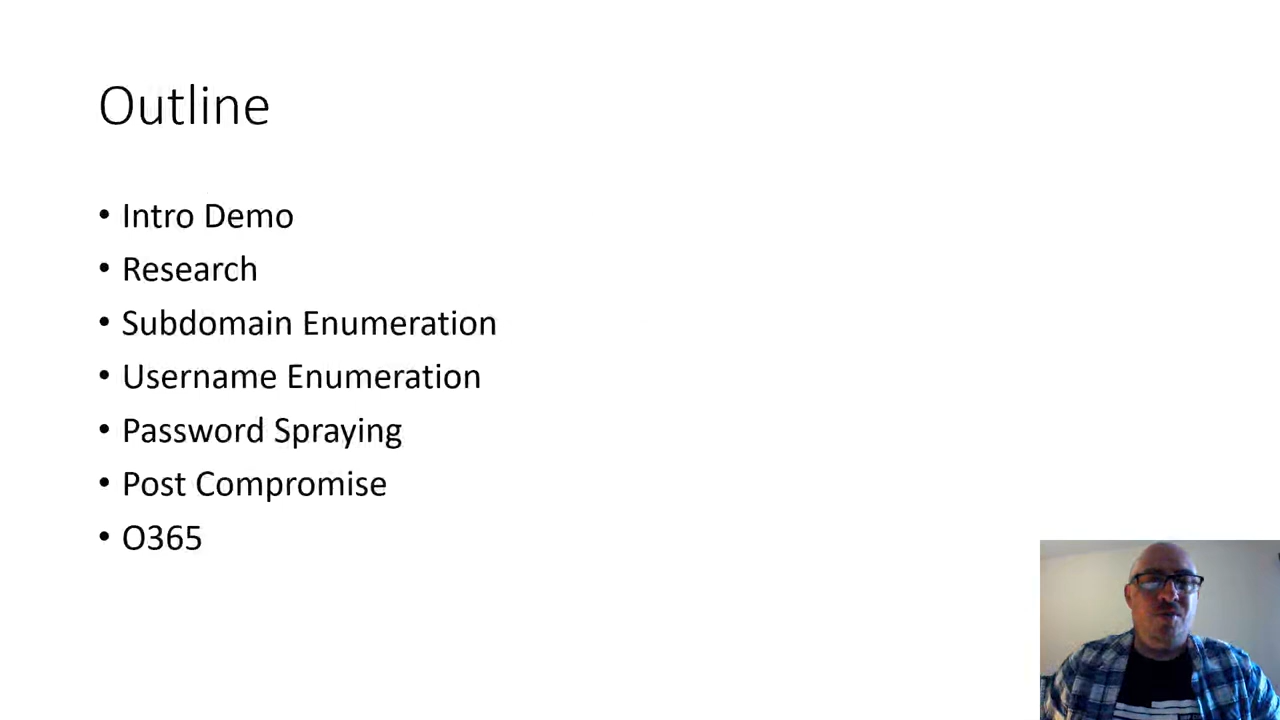 Outline
• Intro Demo
• Research
• Subdomain Enumeration
• Username Enumeration
• Password Spraying
• Post Compromise
• O365